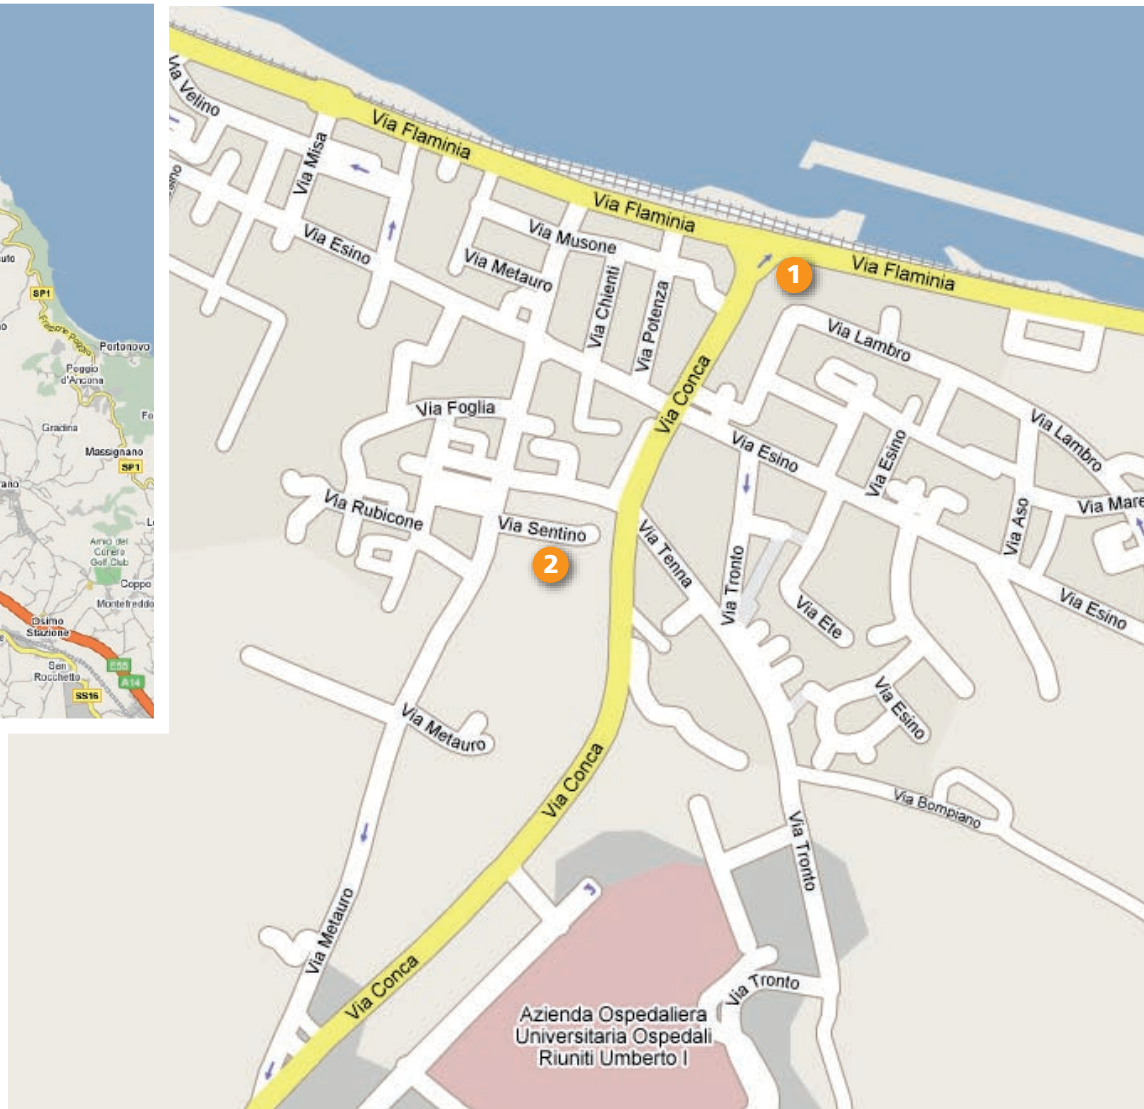 SP1
Frazione Poggio
Portonovo
Poggio
d'Ancona
Gradina
Massignano
SP1
Golf Club
Coppo
Montefreddo
Osimo
Stazione
San
Rocchetto
E55
A14
SS16
Via Velino
Via Misa
Via Flaminia
Via Flaminia
Via Flaminia
1
Via Esino
Via Musone
Via Metauro
Via Chienti
Via Potenza
Via Conca
Via Lambro
Via Lambro
Via Foglia
Via Esino
Via Esino
Via Aso
Via Mare
Via Rubicone
Via Sentino
2
Via Tenna
Via Tronto
Via Ete
Via Esino
Via Esino
Via Metauro
Via Conca
Via Bompiano
Via Tronto
Via Metauro
Via Conca
Via Tronto
Azienda Ospedaliera
Universitaria Ospedali
Riuniti Umberto I